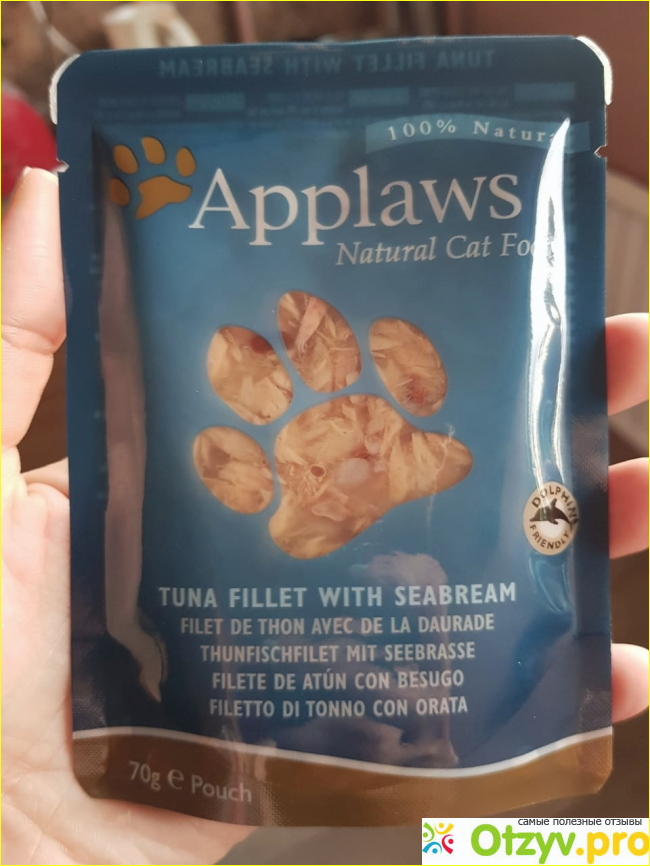 TUNA FILLET WITH SEABREAM
100% Natur
Applaws
Natural Cat Fo
DOLPHIN
FRIENDLY
TUNA FILLET WITH SEABREAM
FILET DE THON AVEC DE LA DAURADE
THUNFISCHFILET MIT SEEBRASSE
FILETE DE ATÚN CON BESUGO
FILETTO DI TONNO CON ORATA
70g e Pouch
самые полезные отзывы
Otzyv.pro